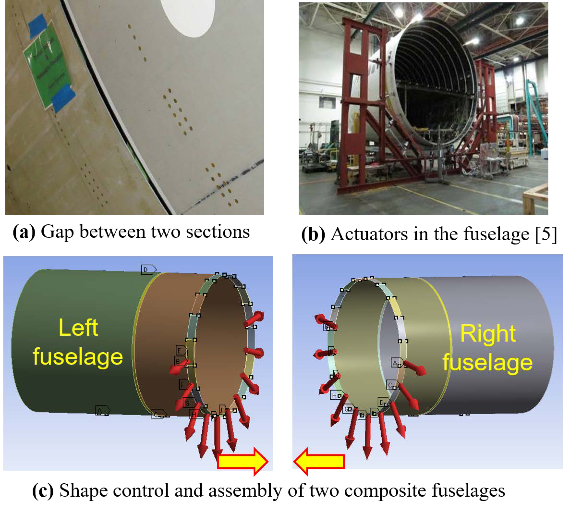 (a) Gap between two sections
(b) Actuators in the fuselage [5]
Left
fuselage
Right
fuselage
(c) Shape control and assembly of two composite fuselages